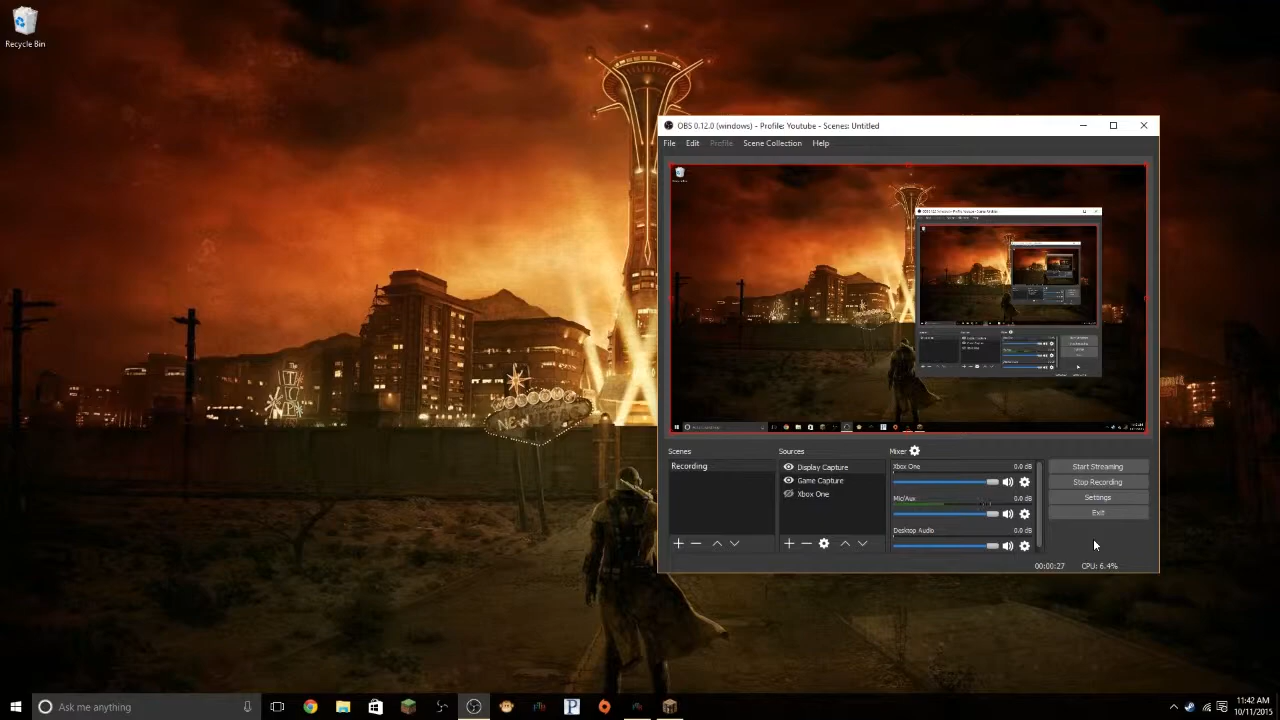 Recycle Bin
OBS 0.12.0 (windows) - Profile: Youtube - Scenes: Untitled
File Edit Profile Scene Collection Help
Scenes
Recording
Sources
Display Capture
Game Capture
Xbox One
Mixer
Xbox One 0.0 dB
Mic/Aux 0.0 dB
Desktop Audio 0.0 dB
Start Streaming
Stop Recording
Settings
Exit
00:00:27 CPU: 6.4%
NEW
Ask me anything
11:42 AM
10/11/2015